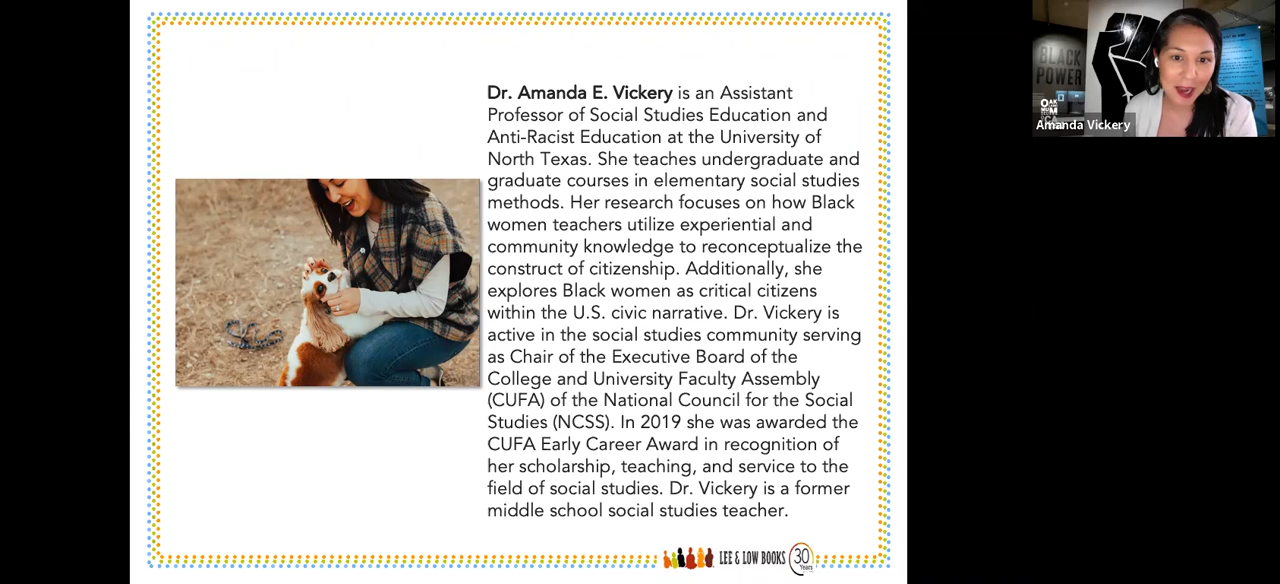 Dr. Amanda E. Vickery is an Assistant
Professor of Social Studies Education and
Anti-Racist Education at the University of
North Texas. She teaches undergraduate and
graduate courses in elementary social studies
methods. Her research focuses on how Black
women teachers utilize experiential and
community knowledge to reconceptualize the
construct of citizenship. Additionally, she
explores Black women as critical citizens
within the U.S. civic narrative. Dr. Vickery is
active in the social studies community serving
as Chair of the Executive Board of the
College and University Faculty Assembly
(CUFA) of the National Council for the Social
Studies (NCSS). In 2019 she was awarded the
CUFA Early Career Award in recognition of
her scholarship, teaching, and service to the
field of social studies. Dr. Vickery is a former
middle school social studies teacher.
LEE & LOW BOOKS
30
Years
BLACK
POWER
Amanda Vickery